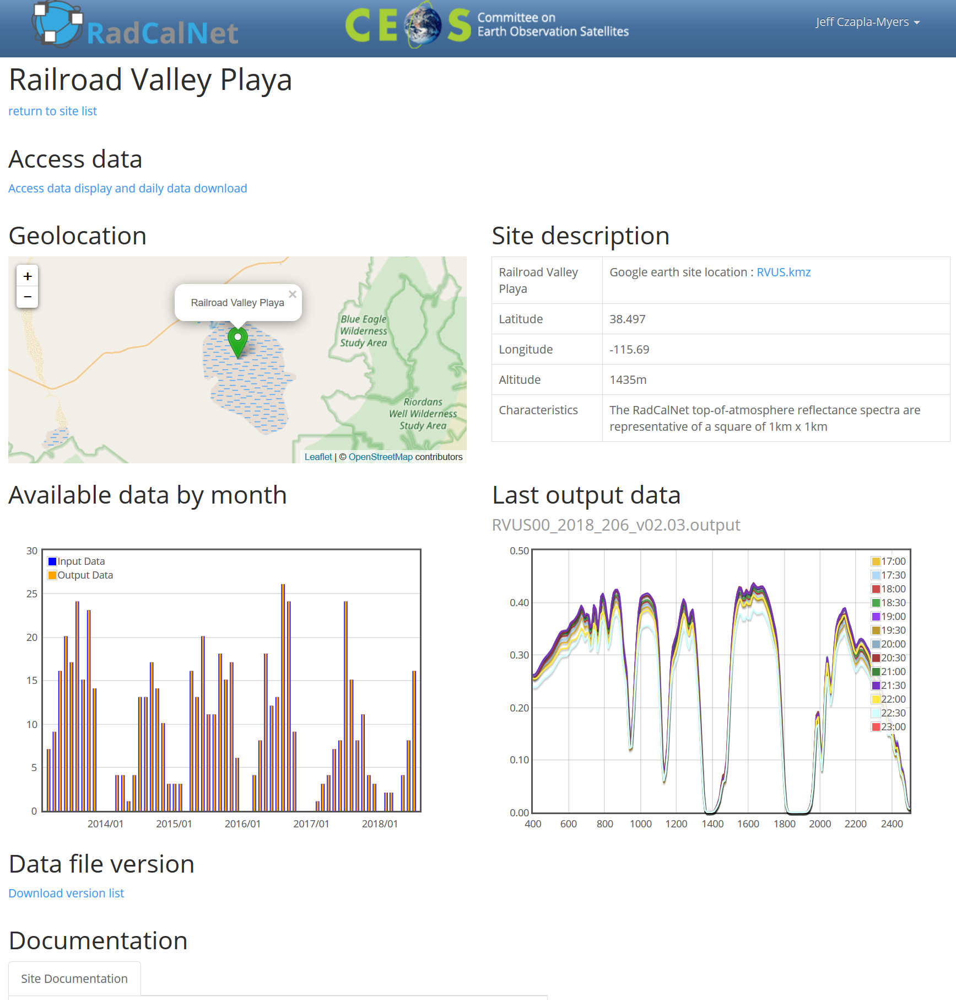 RadCalNet
CEOS
Committee on
Earth Observation Satellites
Jeff Czapla-Myers
Railroad Valley Playa
return to site list
Access data
Access data display and daily data download
Geolocation
+
−
Railroad Valley Playa ×
Blue Eagle
Wilderness
Study Area
Riordans
Well Wilderness
Study Area
Leaflet | © OpenStreetMap contributors
Site description
Railroad Valley
Playa
Google earth site location : RVUS.kmz
Latitude 38.497
Longitude -115.69
Altitude 1435m
Characteristics
The RadCalNet top-of-atmosphere reflectance spectra are
representative of a square of 1km x 1km
Available data by month
30
25
20
15
10
5
0
Input Data
Output Data
2014/01 2015/01 2016/01 2017/01 2018/01
Last output data
RVUS00_2018_206_v02.03.output
0.50
0.40
0.30
0.20
0.10
0.00
17:00
17:30
18:00
18:30
19:00
19:30
20:00
20:30
21:00
21:30
22:00
22:30
23:00
400 600 800 1000 1200 1400 1600 1800 2000 2200 2400
Data file version
Download version list
Documentation
Site Documentation